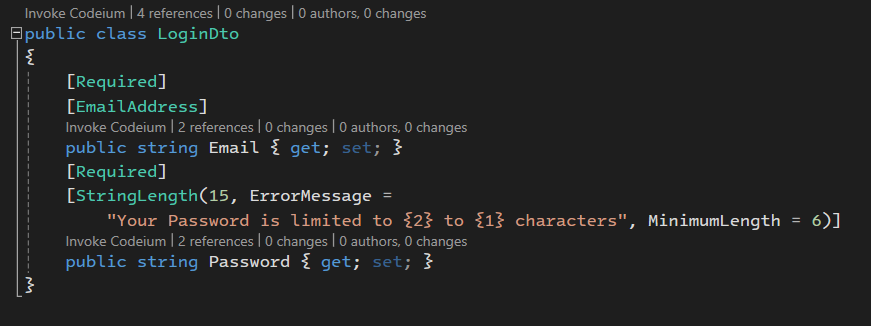 Invoke Codeium | 4 references | 0 changes | 0 authors, 0 changes
public class LoginDto
{
[Required]
[EmailAddress]
Invoke Codeium | 2 references | 0 changes | 0 authors, 0 changes
public string Email { get; set; }
[Required]
[StringLength(15, ErrorMessage =
"Your Password is limited to {2} to {1} characters", MinimumLength = 6)]
Invoke Codeium | 2 references | 0 changes | 0 authors, 0 changes
public string Password { get; set; }
}